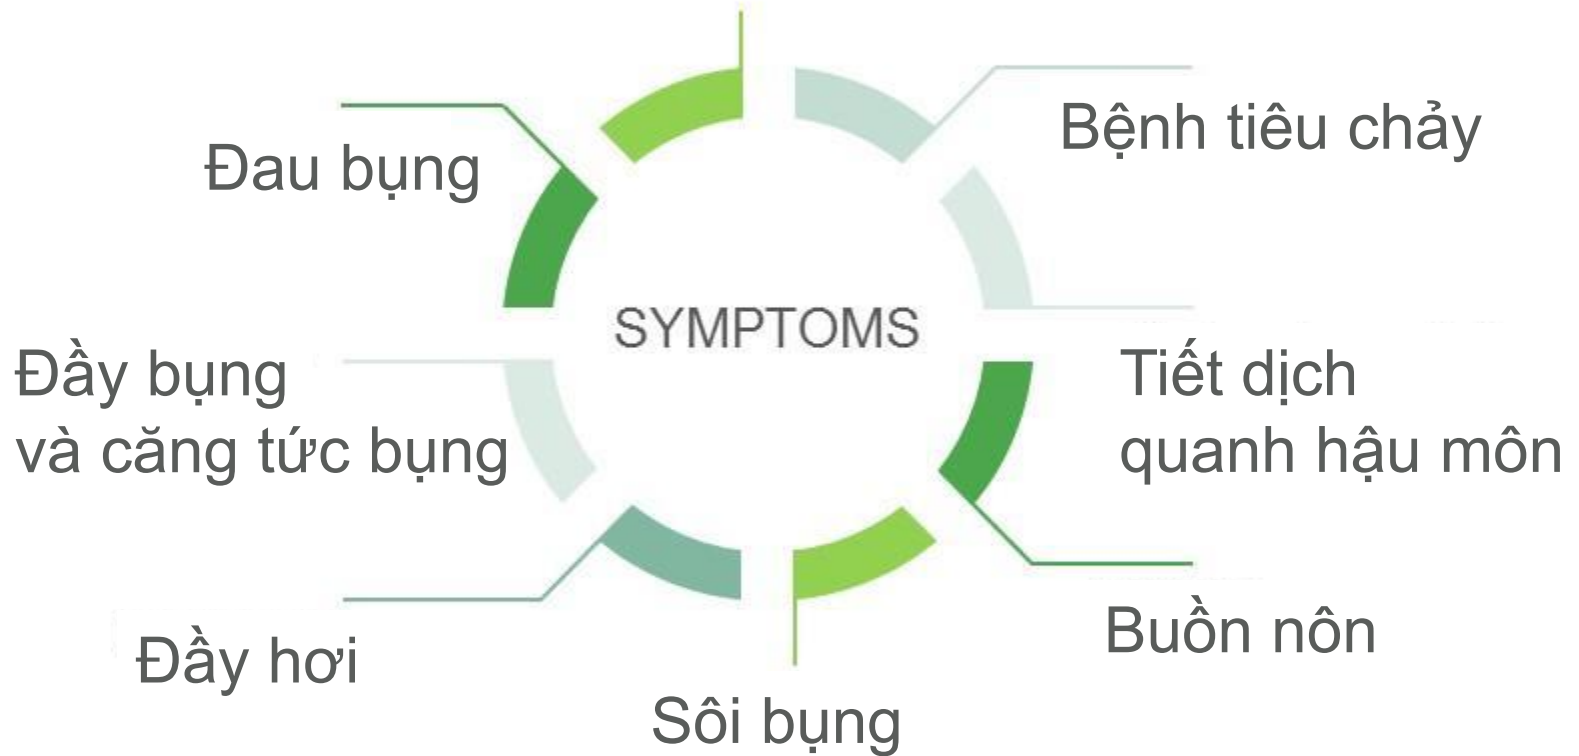 Bệnh tiêu chảy
Đau bụng
SYMPTOMS
Đầy bụng
và căng tức bụng
Tiết dịch
quanh hậu môn
Buồn nôn
Đầy hơi
Sôi bụng